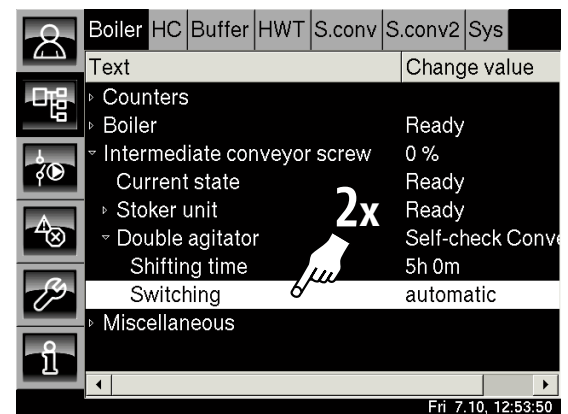 Boiler HC Buffer HWT S.conv S.conv2 Sys
Text Change value
Counters
Boiler Ready
Intermediate conveyor screw 0 %
Current state Ready
Stoker unit Ready
2x
Double agitator Self-check Conve
Shifting time 5h 0m
Switching automatic
Miscellaneous
Fri 7.10, 12:53:50